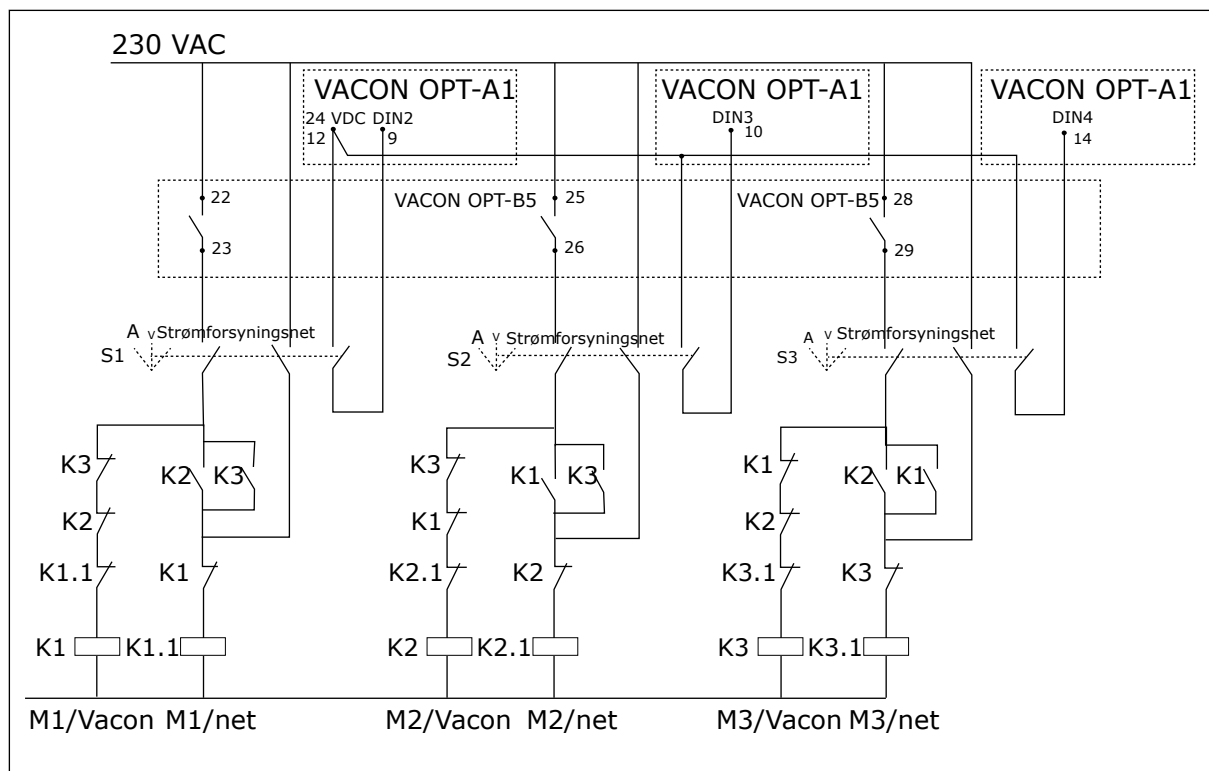 230 VAC
VACON OPT-A1 VACON OPT-A1 VACON OPT-A1
24 VDC DIN2 DIN3 DIN4
12 9 10 14
22 VACON OPT-B5 25 VACON OPT-B5 28
23 26 29
A V Strømforsyningsnet A V Strømforsyningsnet A V Strømforsyningsnet
S1 S2 S3
K3 K2 K3 K3 K1 K3 K1 K2 K1
K2 K1 K2
K1.1 K1 K2.1 K2 K3.1 K3
K1 K1.1 K2 K2.1 K3 K3.1
M1/Vacon M1/net M2/Vacon M2/net M3/Vacon M3/net